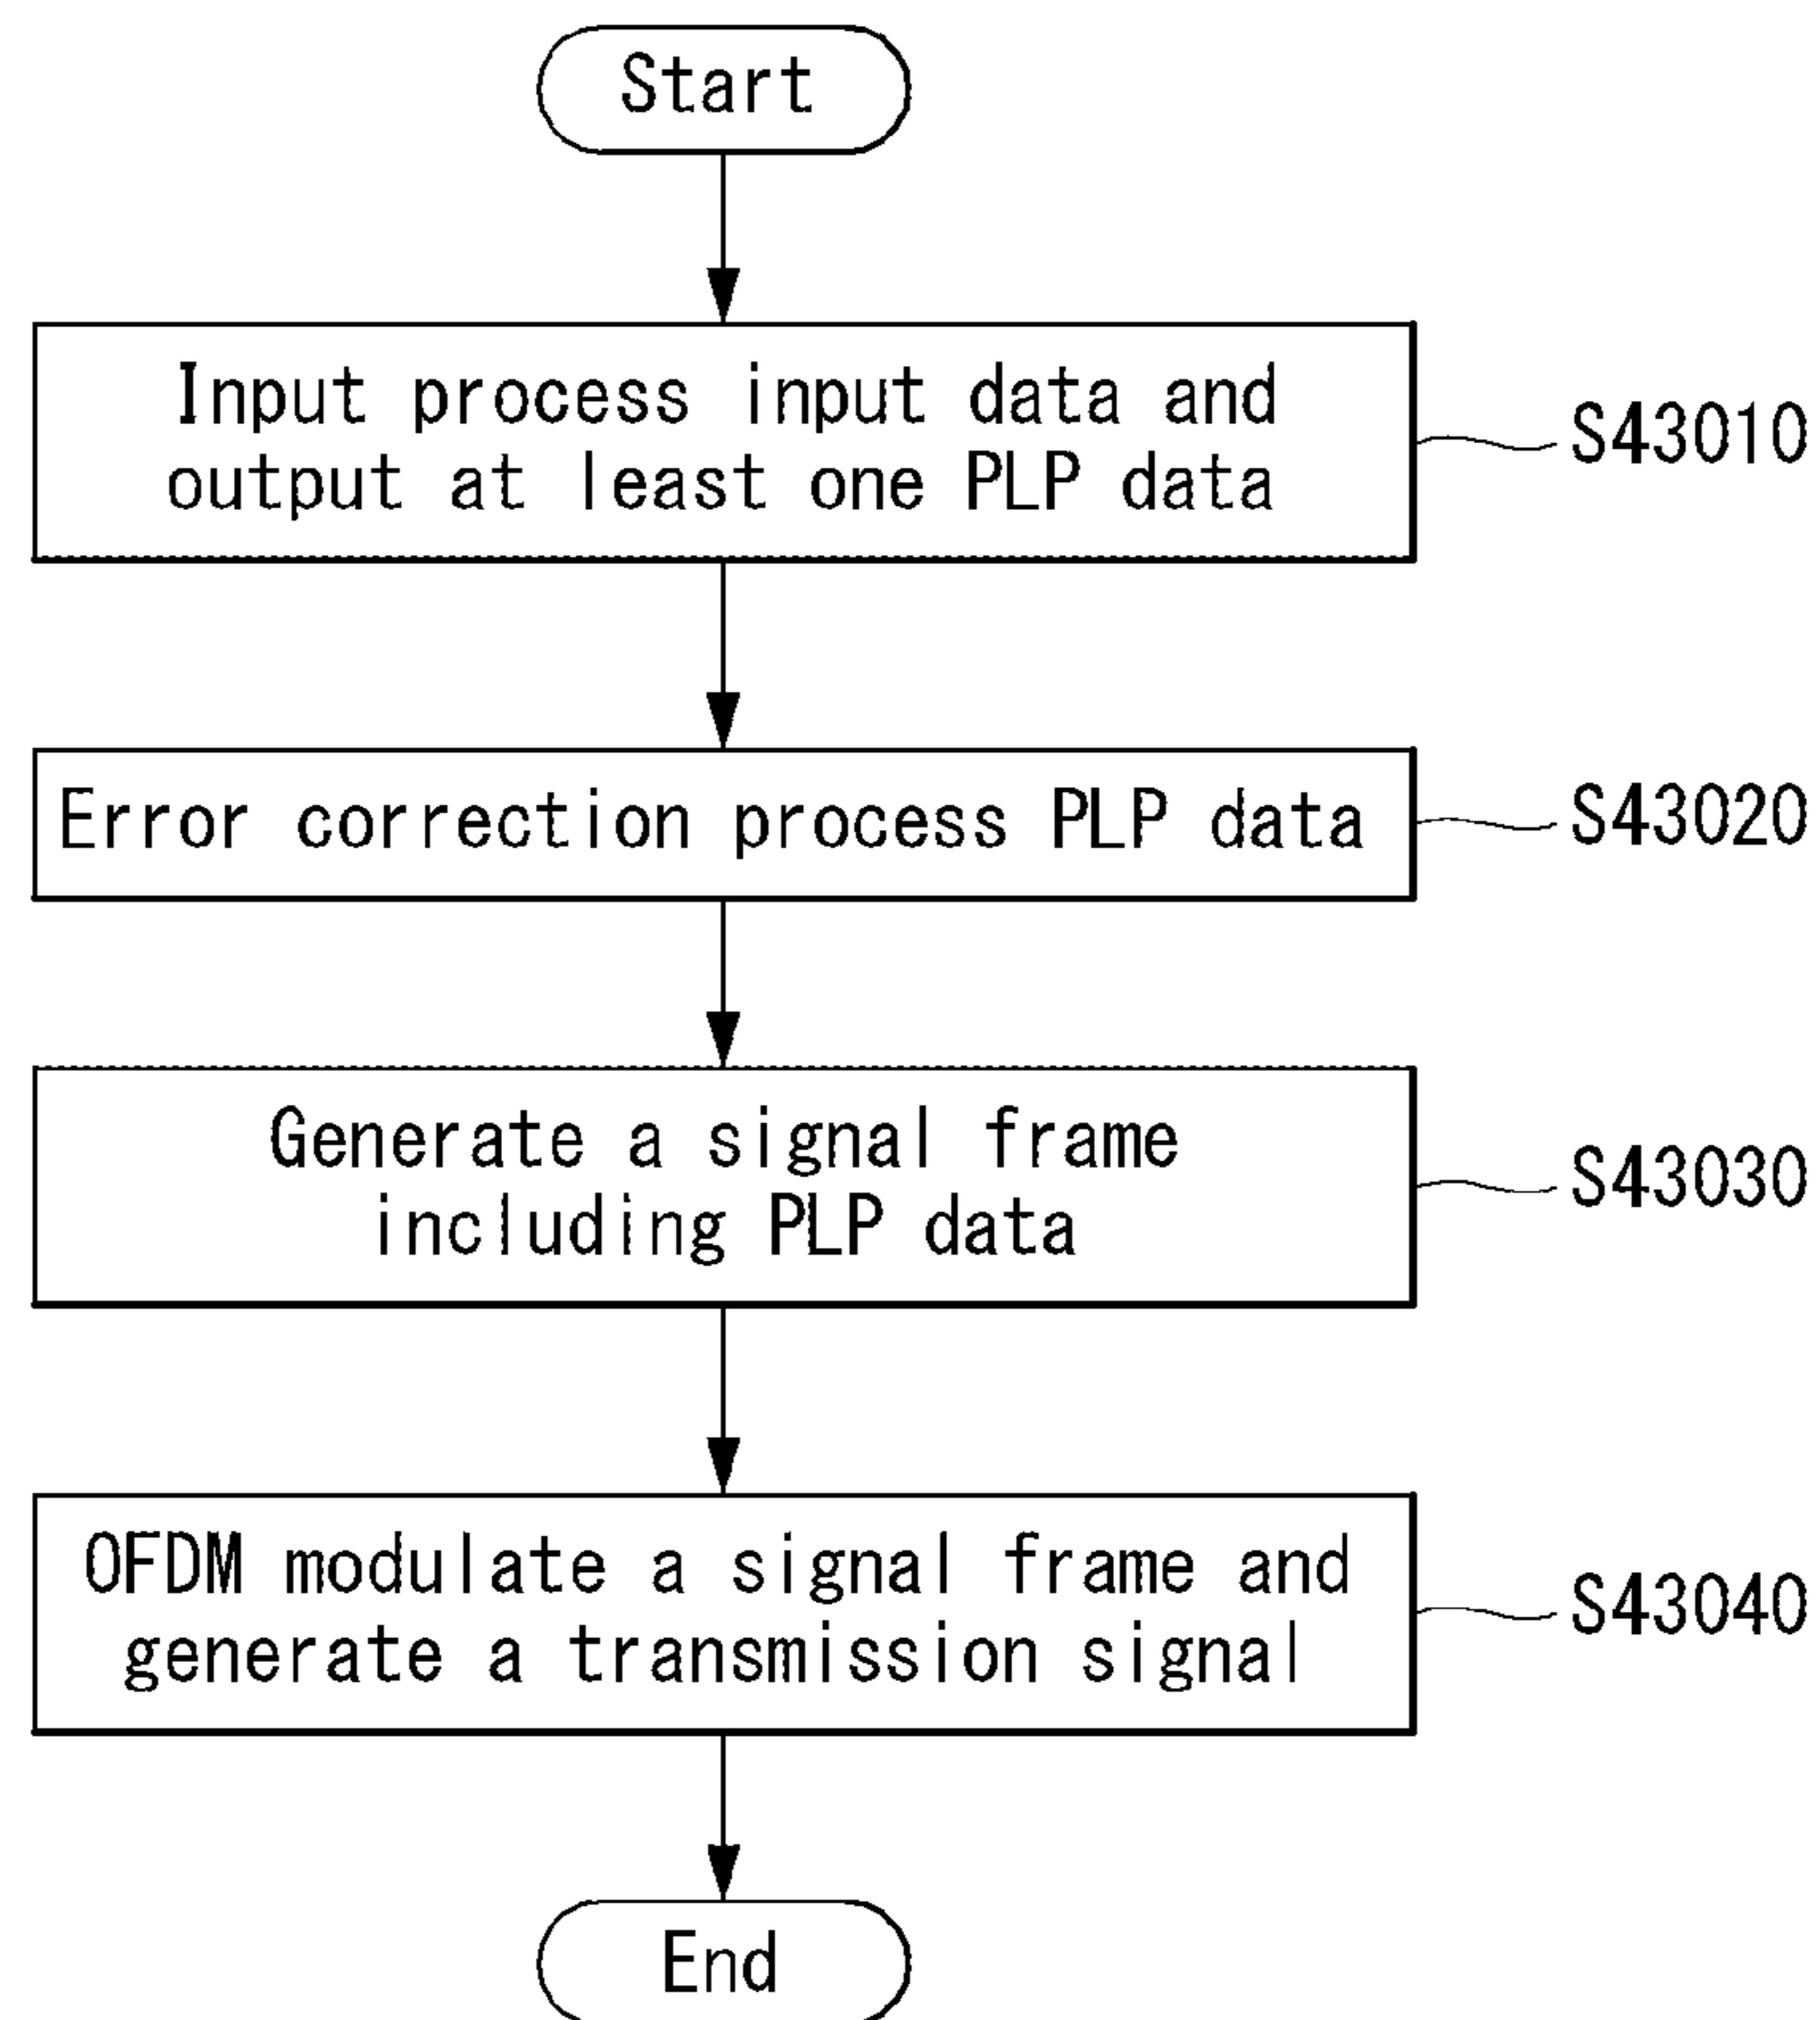 Start
Input process input data and
output at least one PLP data
S43010
Error correction process PLP data
S43020
Generate a signal frame
including PLP data
S43030
OFDM modulate a signal frame and
generate a transmission signal
S43040
End